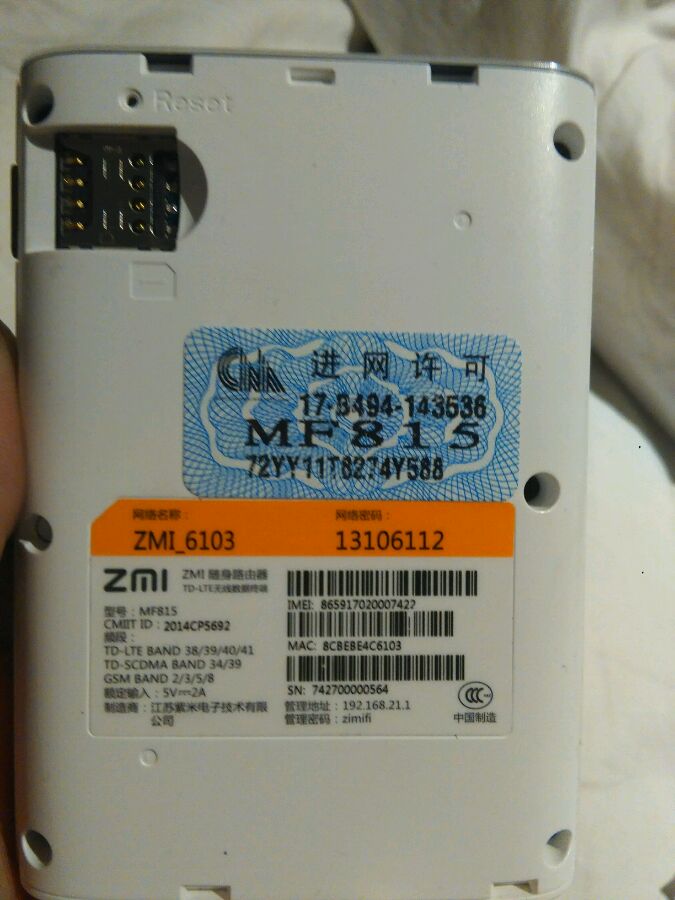 Reset
CNA 进网许可
17-B494-143536
MF815
72YY11T8274Y588
网络名称： 网络密码：
ZMI_6103 13106112
ZMI ZMI 随身路由器
TD-LTE无线数据终端
型号：MF815
CMIIT ID：2014CP5692
频段：
TD-LTE BAND 38/39/40/41
TD-SCDMA BAND 34/39
GSM BAND 2/3/5/8
额定输入：5V⎓2A
制造商：江苏紫米电子技术有限
公司
IMEI: 865917020007422
MAC: 8CBEBE4C6103
SN: 742700000564
管理地址：192.168.21.1
管理密码：zimifi
CCC
中国制造